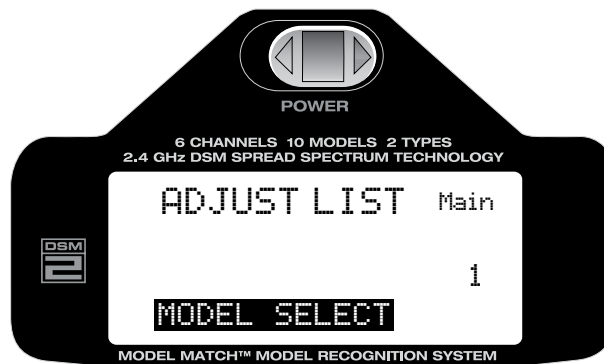 POWER
6 CHANNELS 10 MODELS 2 TYPES
2.4 GHz DSM SPREAD SPECTRUM TECHNOLOGY
ADJUST LIST Main
DSM
2
1
MODEL SELECT
MODEL MATCH™ MODEL RECOGNITION SYSTEM